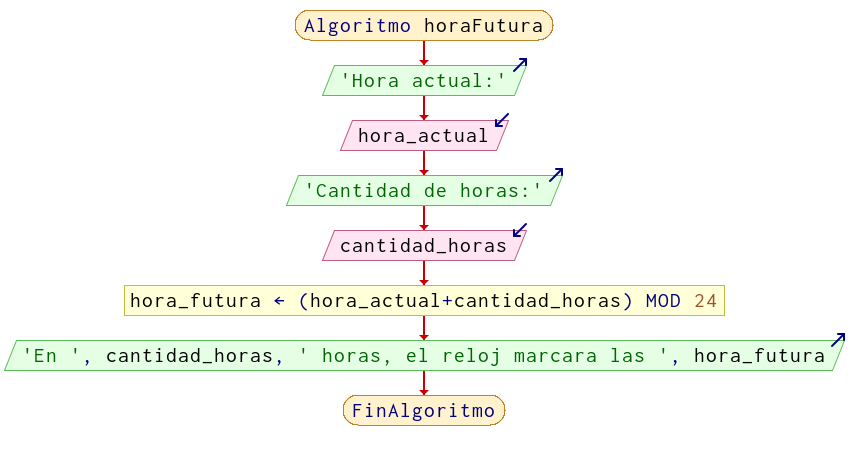 Algoritmo horaFutura
'Hora actual:'
hora_actual
'Cantidad de horas:'
cantidad_horas
hora_futura ← (hora_actual+cantidad_horas) MOD 24
'En ', cantidad_horas, ' horas, el reloj marcara las ', hora_futura
FinAlgoritmo